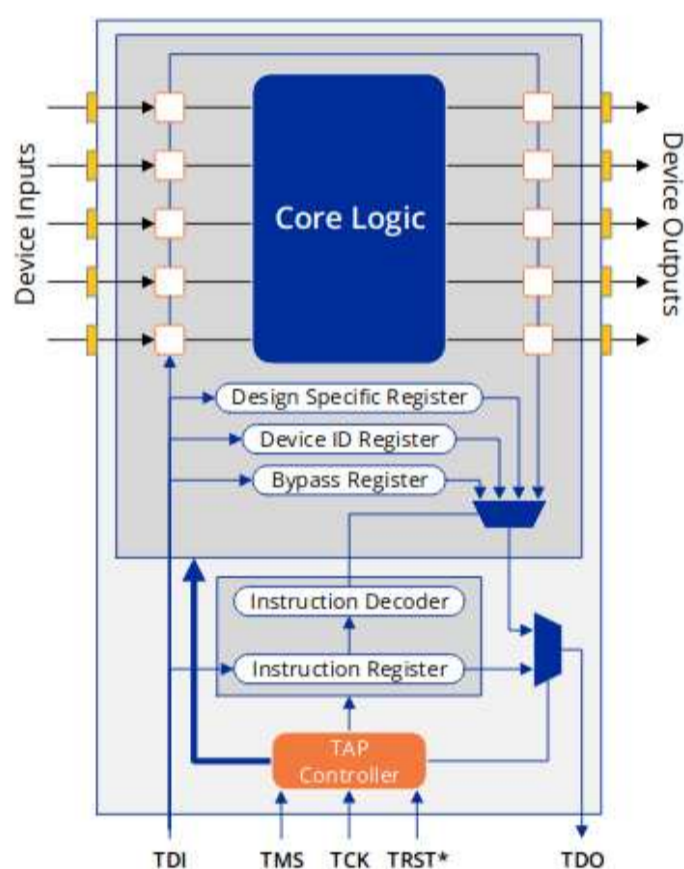 Device Inputs
Core Logic
Device Outputs
Design Specific Register
Device ID Register
Bypass Register
Instruction Decoder
Instruction Register
TAP
Controller
TDI
TMS
TCK
TRST*
TDO